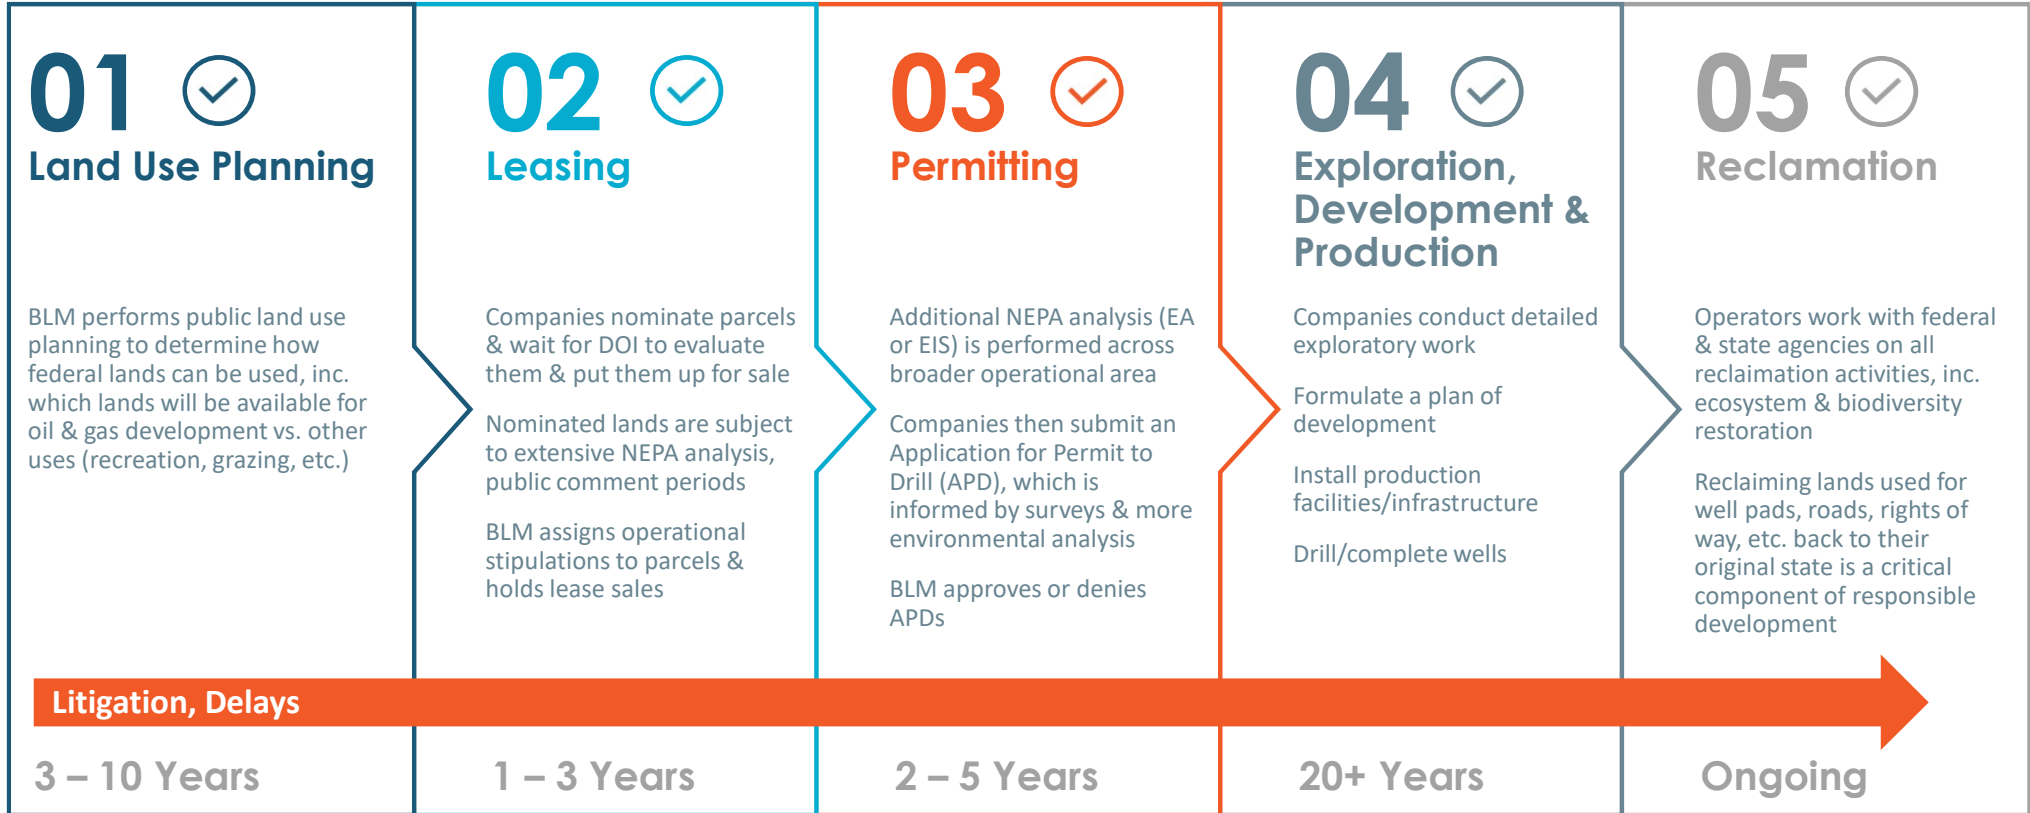 01
Land Use Planning
BLM performs public land use
planning to determine how
federal lands can be used, inc.
which lands will be available for
oil & gas development vs. other
uses (recreation, grazing, etc.)
02
Leasing
Companies nominate parcels
& wait for DOI to evaluate
them & put them up for sale
Nominated lands are subject
to extensive NEPA analysis,
public comment periods
BLM assigns operational
stipulations to parcels &
holds lease sales
03
Permitting
Additional NEPA analysis (EA
or EIS) is performed across
broader operational area
Companies then submit an
Application for Permit to
Drill (APD), which is
informed by surveys & more
environmental analysis
BLM approves or denies
APDs
04
Exploration,
Development &
Production
Companies conduct detailed
exploratory work
Formulate a plan of
development
Install production
facilities/infrastructure
Drill/complete wells
05
Reclamation
Operators work with federal
& state agencies on all
reclaimation activities, inc.
ecosystem & biodiversity
restoration
Reclaiming lands used for
well pads, roads, rights of
way, etc. back to their
original state is a critical
component of responsible
development
Litigation, Delays
3 – 10 Years
1 – 3 Years
2 – 5 Years
20+ Years
Ongoing